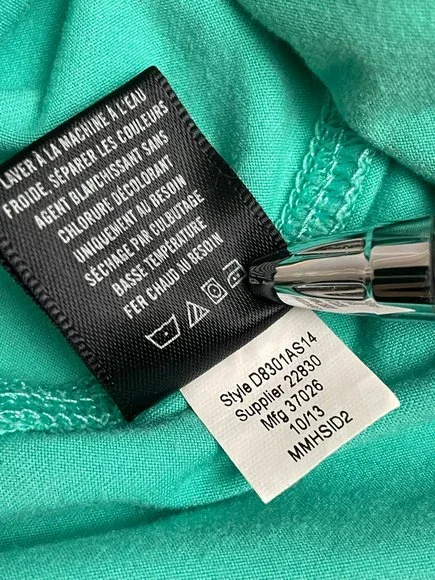 LAVER À LA MACHINE À L'EAU
FROIDE, SÉPARER LES COULEURS
AGENT BLANCHISSANT SANS
CHLORURE DÉCOLORANT
UNIQUEMENT AU BESOIN
SÉCHAGE PAR CULBUTAGE
BASSE TEMPÉRATURE
FER CHAUD AU BESOIN
Style D8301AS14
Supplier 22830
Mfg 37026
10/13
MMHSID2